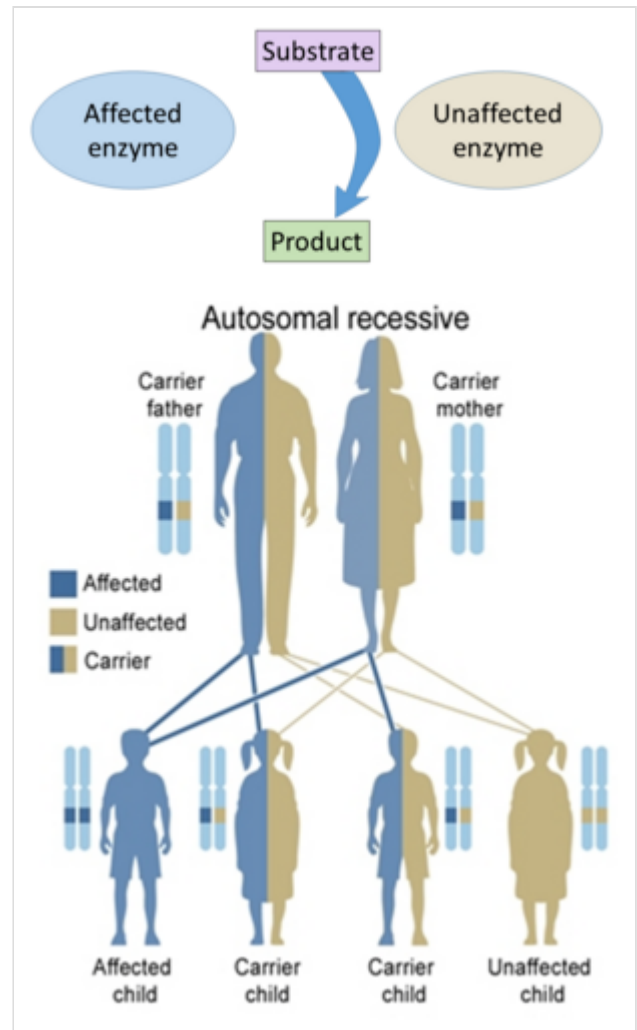 Substrate
Affected
enzyme
Unaffected
enzyme
Product
Autosomal recessive
Carrier
father
Carrier
mother
Affected
Unaffected
Carrier
Affected
child
Carrier
child
Carrier
child
Unaffected
child